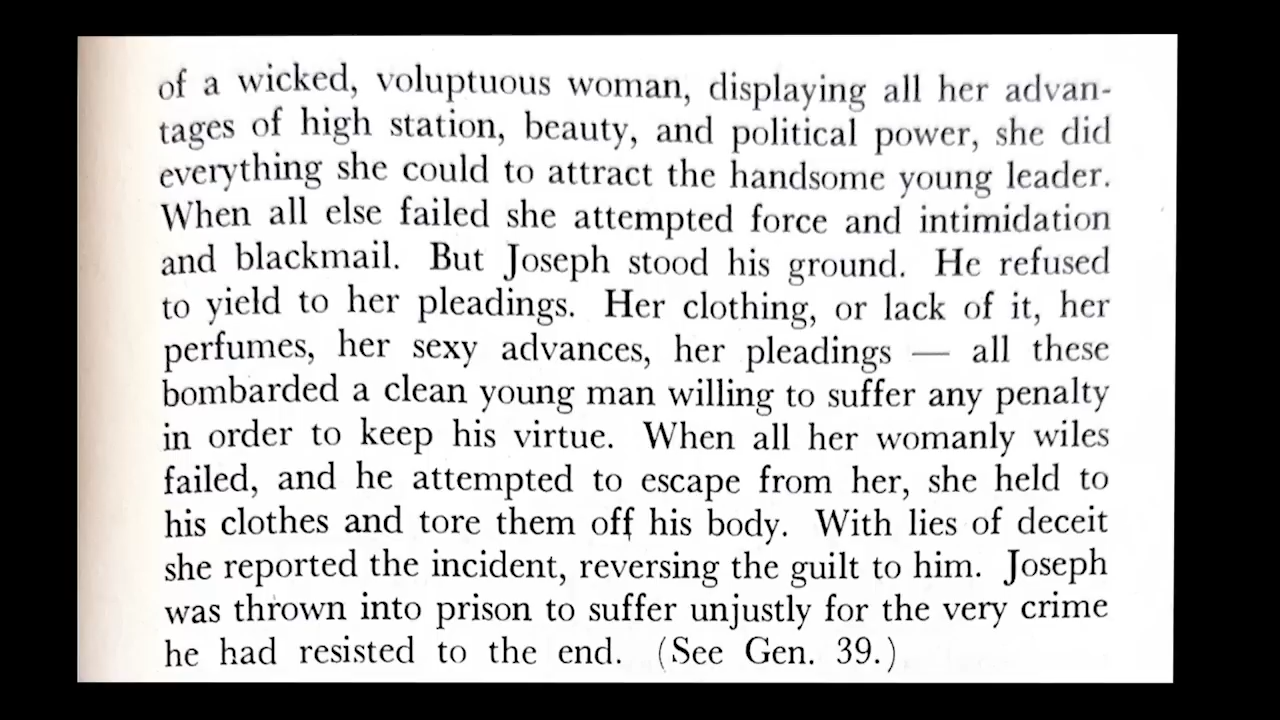 of a wicked, voluptuous woman, displaying all her advan-
tages of high station, beauty, and political power, she did
everything she could to attract the handsome young leader.
When all else failed she attempted force and intimidation
and blackmail. But Joseph stood his ground. He refused
to yield to her pleadings. Her clothing, or lack of it, her
perfumes, her sexy advances, her pleadings — all these
bombarded a clean young man willing to suffer any penalty
in order to keep his virtue. When all her womanly wiles
failed, and he attempted to escape from her, she held to
his clothes and tore them off his body. With lies of deceit
she reported the incident, reversing the guilt to him. Joseph
was thrown into prison to suffer unjustly for the very crime
he had resisted to the end. (See Gen. 39.)